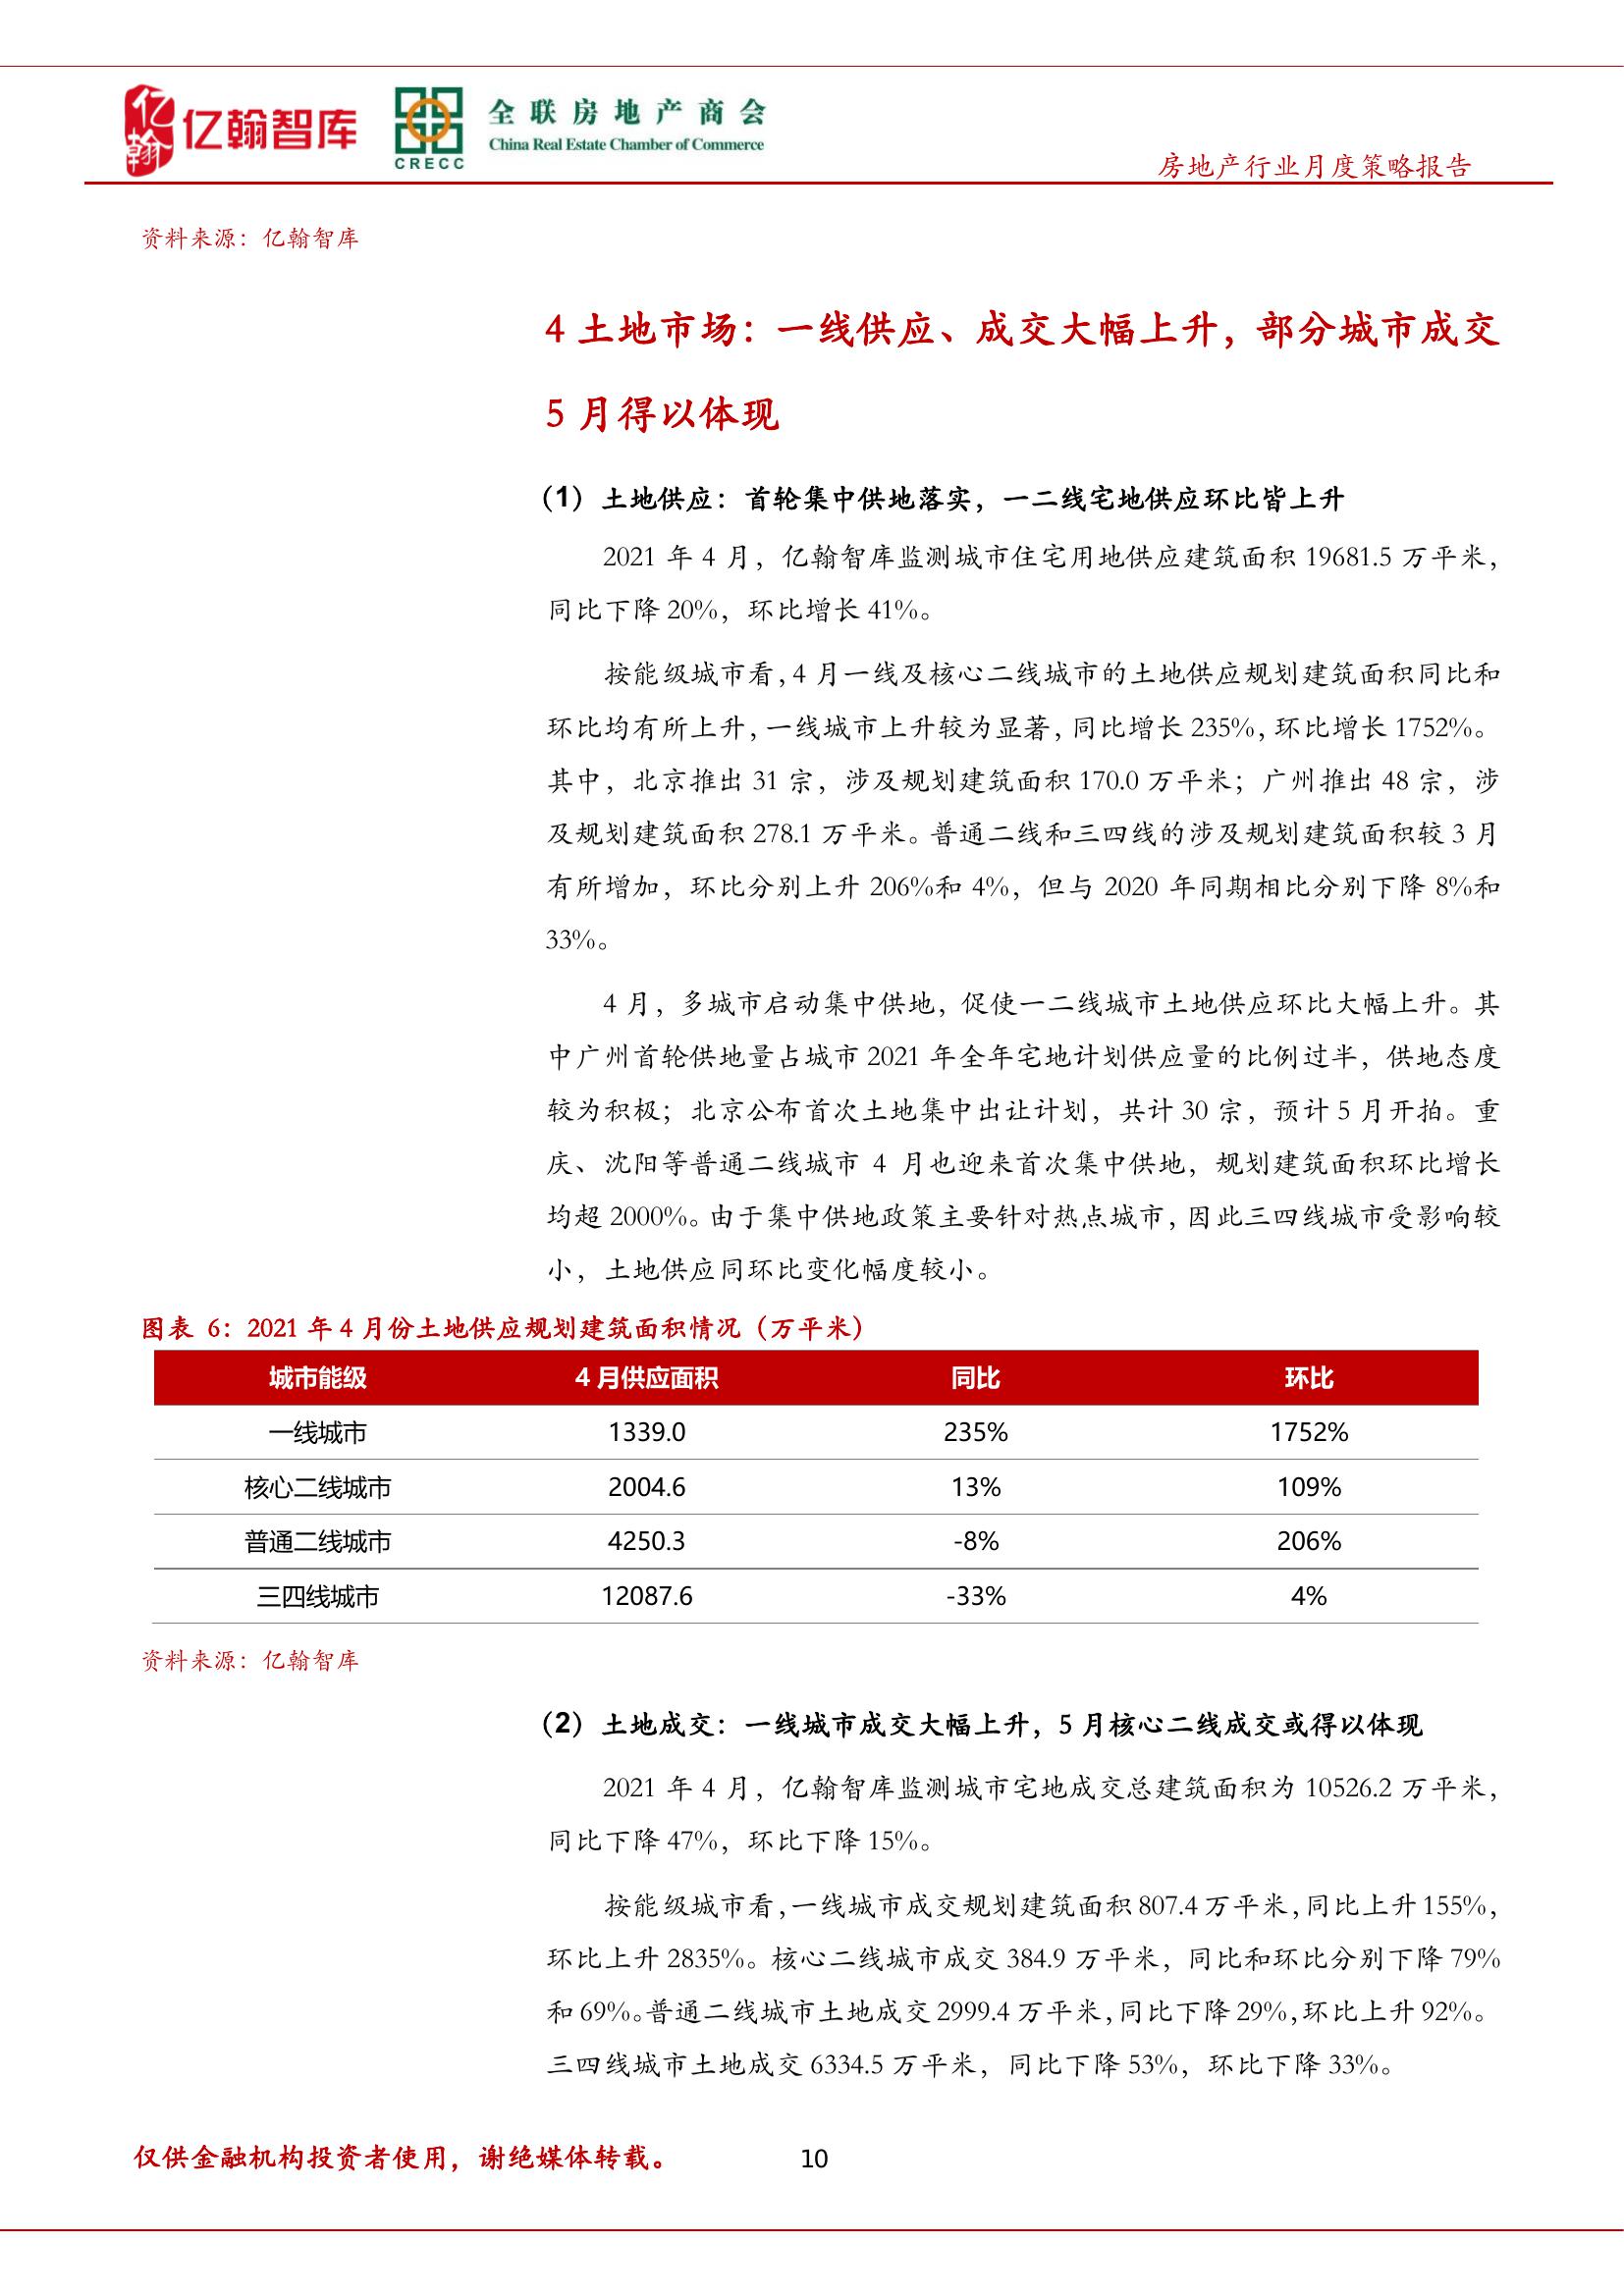 亿翰 亿翰智库
CRECC
全联房地产商会
China Real Estate Chamber of Commerce
房地产行业月度策略报告
资料来源：亿翰智库
4 土地市场：一线供应、成交大幅上升，部分城市成交
5 月得以体现
（1）土地供应：首轮集中供地落实，一二线宅地供应环比皆上升
2021 年 4 月，亿翰智库监测城市住宅用地供应建筑面积 19681.5 万平米，
同比下降 20%，环比增长 41%。
按能级城市看，4 月一线及核心二线城市的土地供应规划建筑面积同比和
环比均有所上升，一线城市上升较为显著，同比增长 235%，环比增长 1752%。
其中，北京推出 31 宗，涉及规划建筑面积 170.0 万平米；广州推出 48 宗，涉
及规划建筑面积 278.1 万平米。普通二线和三四线的涉及规划建筑面积较 3 月
有所增加，环比分别上升 206%和 4%，但与 2020 年同期相比分别下降 8%和
33%。
4 月，多城市启动集中供地，促使一二线城市土地供应环比大幅上升。其
中广州首轮供地量占城市 2021 年全年宅地计划供应量的比例过半，供地态度
较为积极；北京公布首次土地集中出让计划，共计 30 宗，预计 5 月开拍。重
庆、沈阳等普通二线城市 4 月也迎来首次集中供地，规划建筑面积环比增长
均超 2000%。由于集中供地政策主要针对热点城市，因此三四线城市受影响较
小，土地供应同环比变化幅度较小。
图表 6：2021 年 4 月份土地供应规划建筑面积情况（万平米）
城市能级 4 月供应面积 同比 环比
一线城市 1339.0 235% 1752%
核心二线城市 2004.6 13% 109%
普通二线城市 4250.3 -8% 206%
三四线城市 12087.6 -33% 4%
资料来源：亿翰智库
（2）土地成交：一线城市成交大幅上升，5 月核心二线成交或得以体现
2021 年 4 月，亿翰智库监测城市宅地成交总建筑面积为 10526.2 万平米，
同比下降 47%，环比下降 15%。
按能级城市看，一线城市成交规划建筑面积 807.4 万平米，同比上升 155%，
环比上升 2835%。核心二线城市成交 384.9 万平米，同比和环比分别下降 79%
和 69%。普通二线城市土地成交 2999.4 万平米，同比下降 29%，环比上升 92%。
三四线城市土地成交 6334.5 万平米，同比下降 53%，环比下降 33%。
仅供金融机构投资者使用，谢绝媒体转载。 10